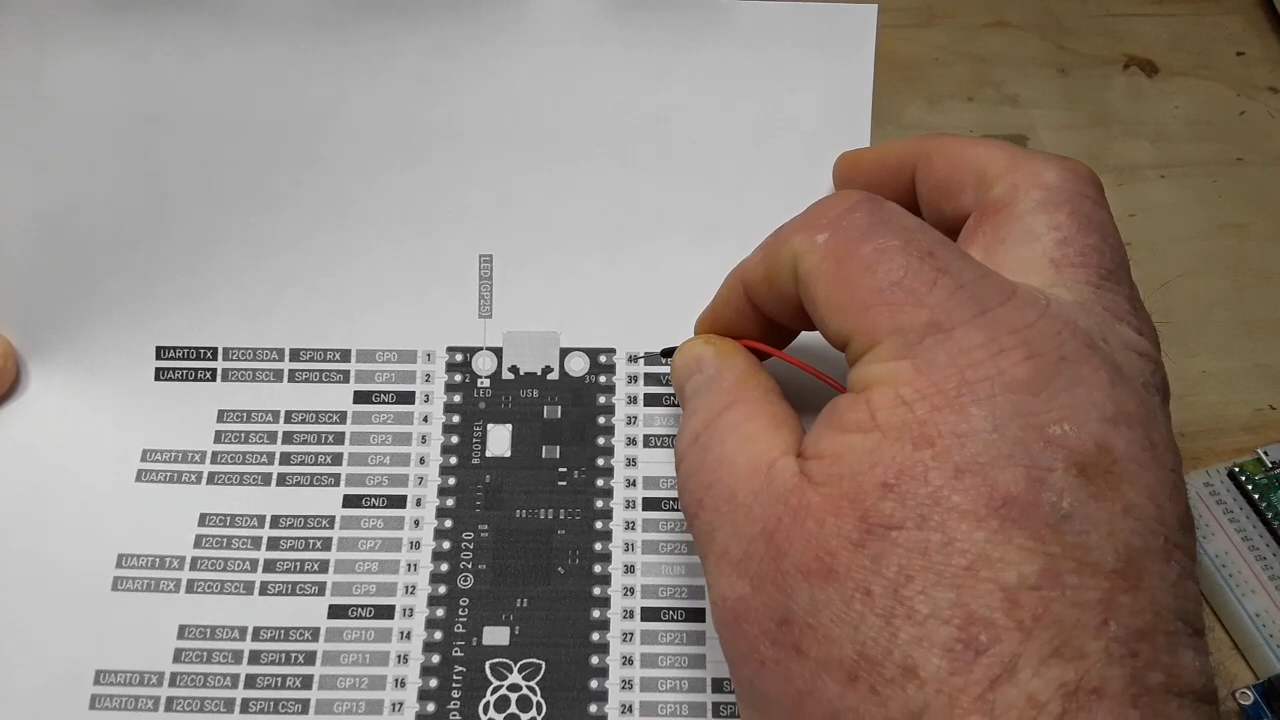 LED (GP25)
UART0 TX I2C0 SDA SPI0 RX GP0 1 1 40
UART0 RX I2C0 SCL SPI0 CSn GP1 2 2 39 39
LED USB
GND 3 38
I2C1 SDA SPI0 SCK GP2 4 37 3V3
I2C1 SCL SPI0 TX GP3 5 BOOTSEL 36
UART1 TX I2C0 SDA SPI0 RX GP4 6 35
UART1 RX I2C0 SCL SPI0 CSn GP5 7 34
GND 8 33
I2C1 SDA SPI0 SCK GP6 9 32 GP27
I2C1 SCL SPI0 TX GP7 10 31 GP26
UART1 TX I2C0 SDA SPI1 RX GP8 11 30 RUN
UART1 RX I2C0 SCL SPI1 CSn GP9 12 29 GP22
GND 13 28 GND
I2C1 SDA SPI1 SCK GP10 14 27 GP21
I2C1 SCL SPI1 TX GP11 15 26 GP20
UART0 TX I2C0 SDA SPI1 RX GP12 16 25 GP19
UART0 RX I2C0 SCL SPI1 CSn GP13 17 24 GP18
Pi Pico © 2020